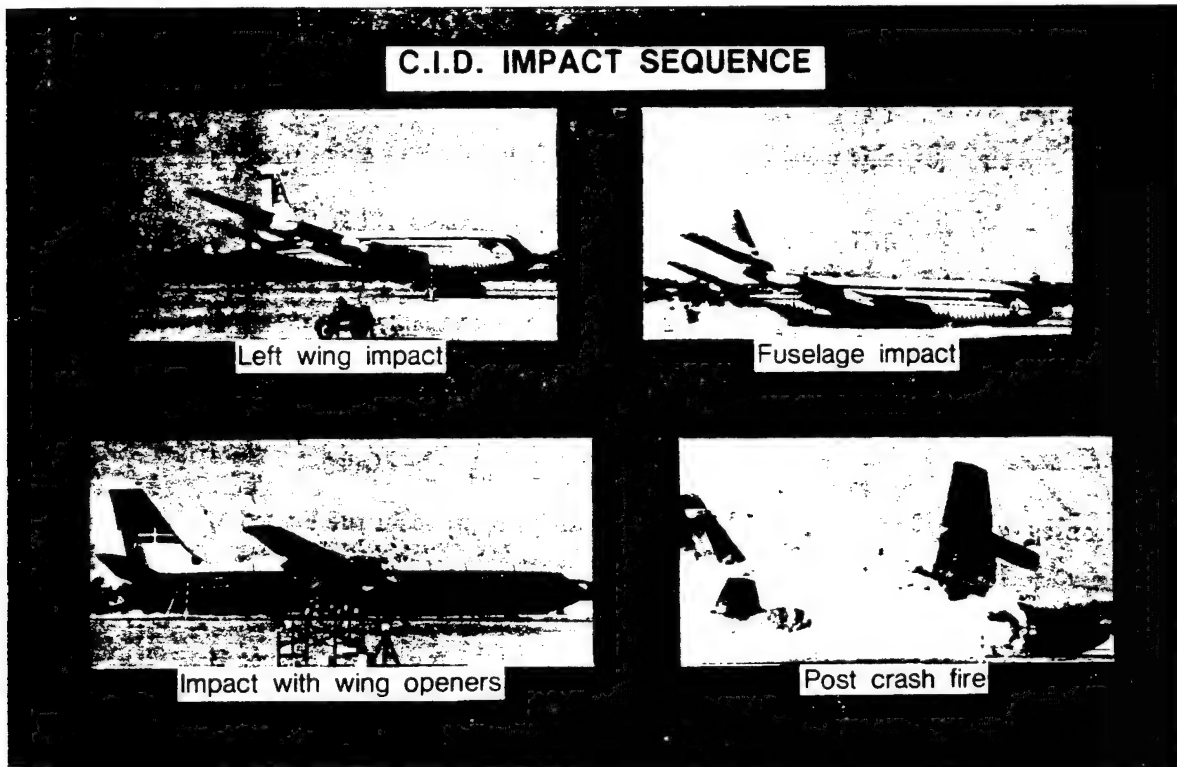 C.I.D. IMPACT SEQUENCE
Left wing impact
Fuselage impact
Impact with wing openers
Post crash fire